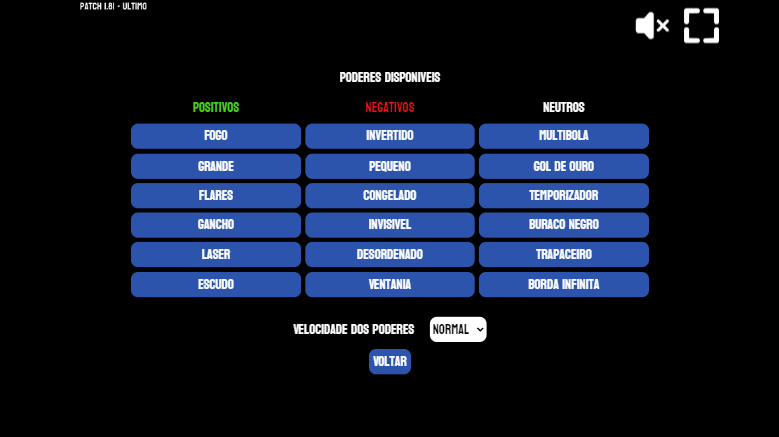 PATCH 1.81 - ULTIMO
PODERES DISPONIVEIS
POSITIVOS NEGATIVOS NEUTROS
FOGO INVERTIDO MULTIBOLA
GRANDE PEQUENO GOL DE OURO
FLARES CONGELADO TEMPORIZADOR
GANCHO INVISIVEL BURACO NEGRO
LASER DESORDENADO TRAPACEIRO
ESCUDO VENTANIA BORDA INFINITA
VELOCIDADE DOS PODERES NORMAL
VOLTAR